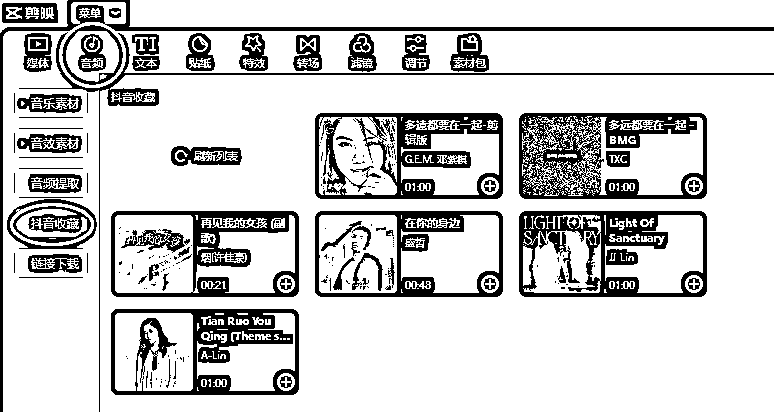 剪映 菜单
媒体 音频 文本 贴纸 特效 转场 滤镜 调节 素材包
音乐素材
音效素材
音频提取
抖音收藏
链接下载
抖音收藏
刷新列表
多远都要在一起-剪
辑版
G.E.M. 邓紫棋
01:00
多远都要在一起 -
BMG
TXC
01:00
再见我的女孩 (副
歌)
烟(许佳豪)
00:21
在你的身边
盛哲
00:43
LIGHT OF
SANCTUARY
Light Of
Sanctuary
JJ Lin
01:00
Tian Ruo You
Qing (Theme s...
A-Lin
01:00